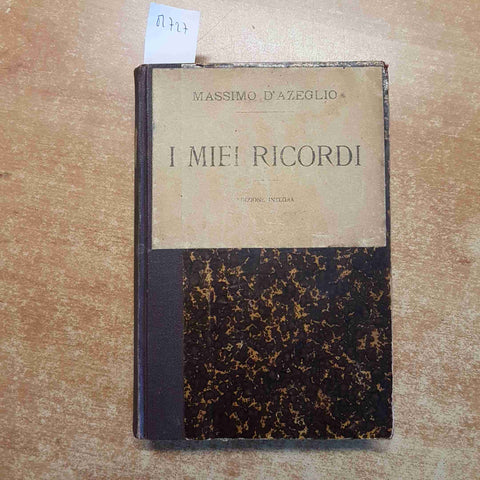 MASSIMO D'AZEGLIO
I MIEI RICORDI
EDIZIONE INTEGRA